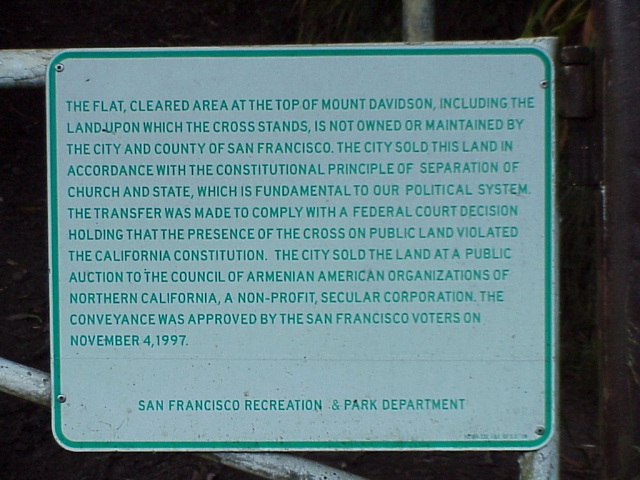 THE FLAT, CLEARED AREA AT THE TOP OF MOUNT DAVIDSON, INCLUDING THE
LAND UPON WHICH THE CROSS STANDS, IS NOT OWNED OR MAINTAINED BY
THE CITY AND COUNTY OF SAN FRANCISCO. THE CITY SOLD THIS LAND IN
ACCORDANCE WITH THE CONSTITUTIONAL PRINCIPLE OF SEPARATION OF
CHURCH AND STATE, WHICH IS FUNDAMENTAL TO OUR POLITICAL SYSTEM.
THE TRANSFER WAS MADE TO COMPLY WITH A FEDERAL COURT DECISION
HOLDING THAT THE PRESENCE OF THE CROSS ON PUBLIC LAND VIOLATED
THE CALIFORNIA CONSTITUTION. THE CITY SOLD THE LAND AT A PUBLIC
AUCTION TO THE COUNCIL OF ARMENIAN AMERICAN ORGANIZATIONS OF
NORTHERN CALIFORNIA, A NON-PROFIT, SECULAR CORPORATION. THE
CONVEYANCE WAS APPROVED BY THE SAN FRANCISCO VOTERS ON
NOVEMBER 4, 1997.
SAN FRANCISCO RECREATION & PARK DEPARTMENT